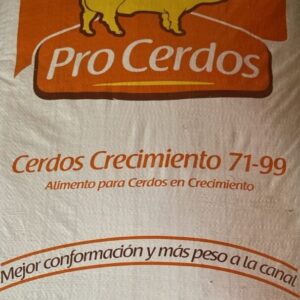 Pro Cerdos
Cerdos Crecimiento 71-99
Alimento para Cerdos en Crecimiento
Mejor conformación y más peso a la canal